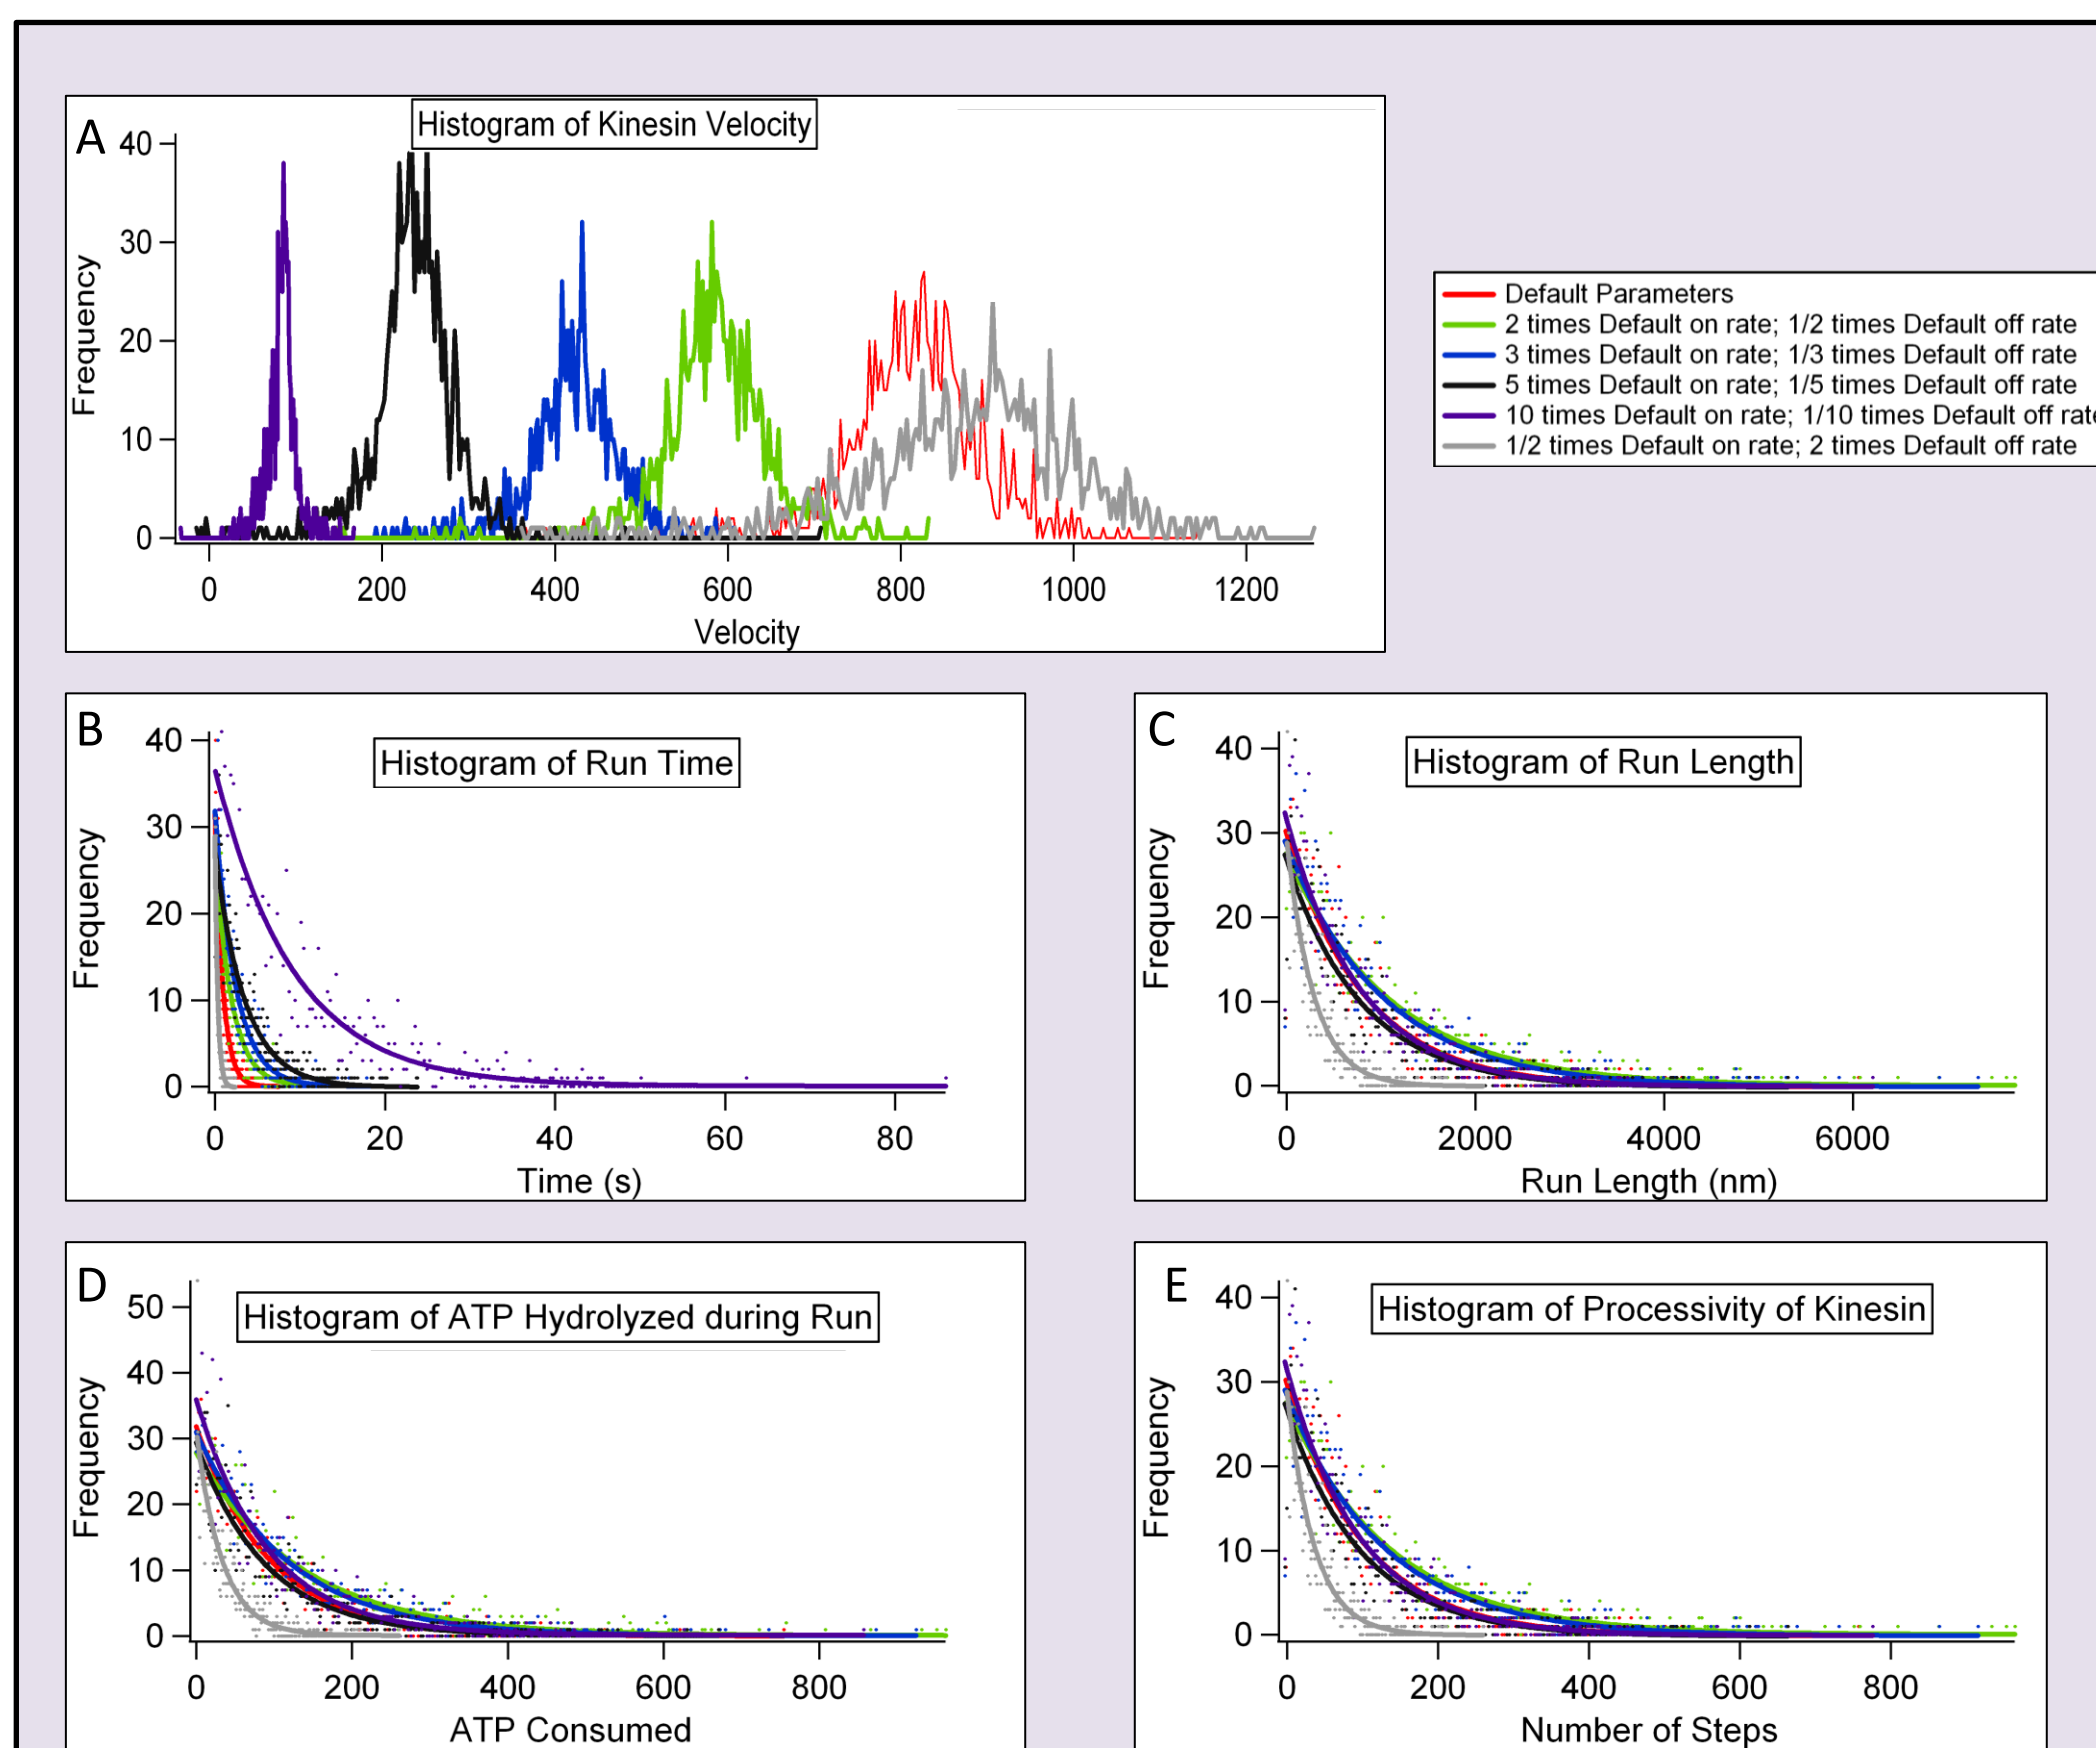 A
Histogram of Kinesin Velocity
40
30
20
10
0
Frequency
0 200 400 600 800 1000 1200
Velocity
Default Parameters
2 times Default on rate; 1/2 times Default off rate
3 times Default on rate; 1/3 times Default off rate
5 times Default on rate; 1/5 times Default off rate
10 times Default on rate; 1/10 times Default off rate
1/2 times Default on rate; 2 times Default off rate
B
Histogram of Run Time
40
30
20
10
0
Frequency
0 20 40 60 80
Time (s)
C
Histogram of Run Length
40
30
20
10
0
Frequency
0 2000 4000 6000
Run Length (nm)
D
Histogram of ATP Hydrolyzed during Run
50
40
30
20
10
0
Frequency
0 200 400 600 800
ATP Consumed
E
Histogram of Processivity of Kinesin
40
30
20
10
0
Frequency
0 200 400 600 800
Number of Steps